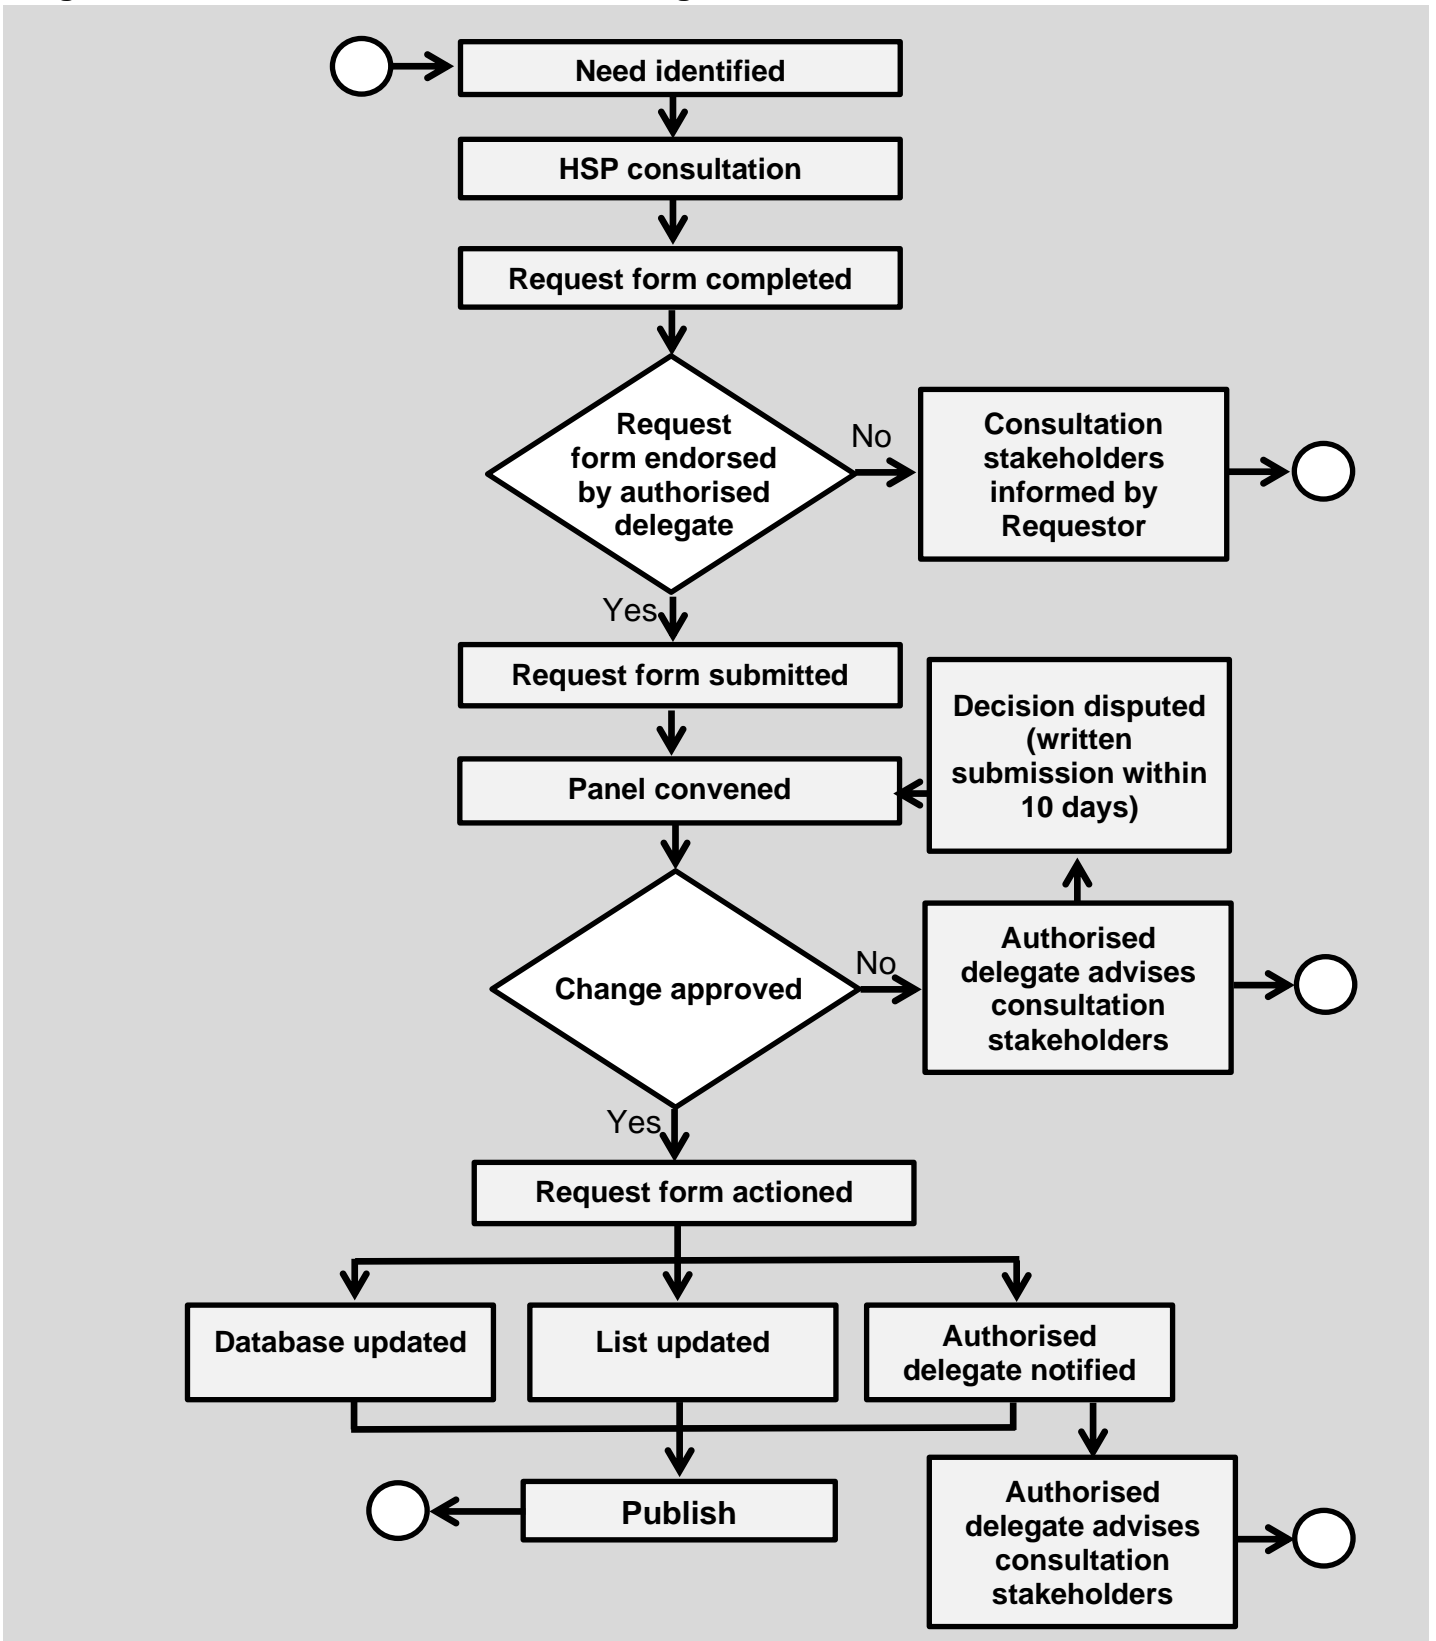 Need identified
HSP consultation
Request form completed
Request
form endorsed
by authorised
delegate
No
Consultation
stakeholders
informed by
Requestor
Yes
Request form submitted
Decision disputed
(written
submission within
10 days)
Panel convened
Change approved
No
Authorised
delegate advises
consultation
stakeholders
Yes
Request form actioned
Database updated
List updated
Authorised
delegate notified
Publish
Authorised
delegate advises
consultation
stakeholders